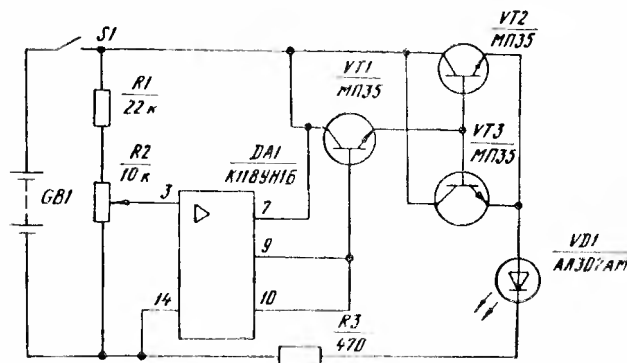 S1
VT2
МП35
R1
22 к
VT1
МП35
R2
10 к
DA1
К118УН1Б
VT3
МП35
GB1
3
7
9
14
10
R3
470
VD1
АЛ307АМ